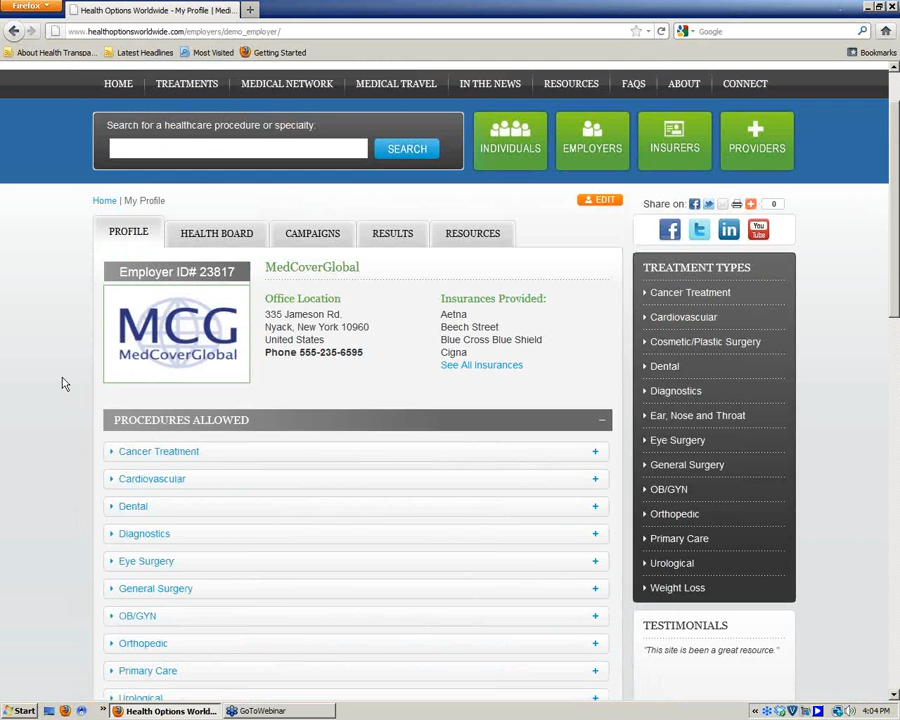 Firefox
Health Options Worldwide - My Profile | Medi...
www.healthoptionsworldwide.com/employers/demo_employer/
Google
About Health Transpa...
Latest Headlines
Most Visited
Getting Started
Bookmarks
HOME
TREATMENTS
MEDICAL NETWORK
MEDICAL TRAVEL
IN THE NEWS
RESOURCES
FAQS
ABOUT
CONNECT
Search for a healthcare procedure or specialty:
SEARCH
INDIVIDUALS
EMPLOYERS
INSURERS
PROVIDERS
Home | My Profile
EDIT
Share on:
0
PROFILE
HEALTH BOARD
CAMPAIGNS
RESULTS
RESOURCES
You
Tube
Employer ID# 23817
MCG
MedCoverGlobal
MedCoverGlobal
Office Location
335 Jameson Rd.
Nyack, New York 10960
United States
Phone 555-235-6595
Insurances Provided:
Aetna
Beech Street
Blue Cross Blue Shield
Cigna
See All insurances
PROCEDURES ALLOWED
Cancer Treatment
Cardiovascular
Dental
Diagnostics
Eye Surgery
General Surgery
OB/GYN
Orthopedic
Primary Care
Urological
TREATMENT TYPES
Cancer Treatment
Cardiovascular
Cosmetic/Plastic Surgery
Dental
Diagnostics
Ear, Nose and Throat
Eye Surgery
General Surgery
OB/GYN
Orthopedic
Primary Care
Urological
Weight Loss
TESTIMONIALS
"This site is been a great resource."
Start
Health OptionsWorl...
GoToWebinar
4:04 PM